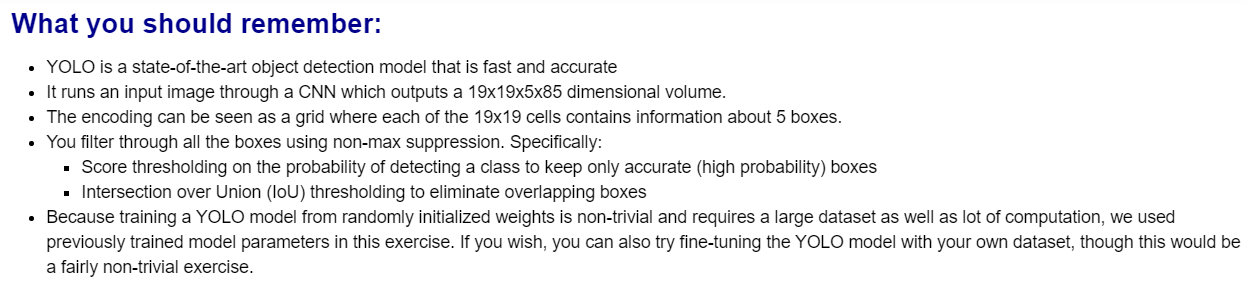 What you should remember:
YOLO is a state-of-the-art object detection model that is fast and accurate
It runs an input image through a CNN which outputs a 19x19x5x85 dimensional volume.
The encoding can be seen as a grid where each of the 19x19 cells contains information about 5 boxes.
You filter through all the boxes using non-max suppression. Specifically:
Score thresholding on the probability of detecting a class to keep only accurate (high probability) boxes
Intersection over Union (IoU) thresholding to eliminate overlapping boxes
Because training a YOLO model from randomly initialized weights is non-trivial and requires a large dataset as well as lot of computation, we used
previously trained model parameters in this exercise. If you wish, you can also try fine-tuning the YOLO model with your own dataset, though this would be
a fairly non-trivial exercise.